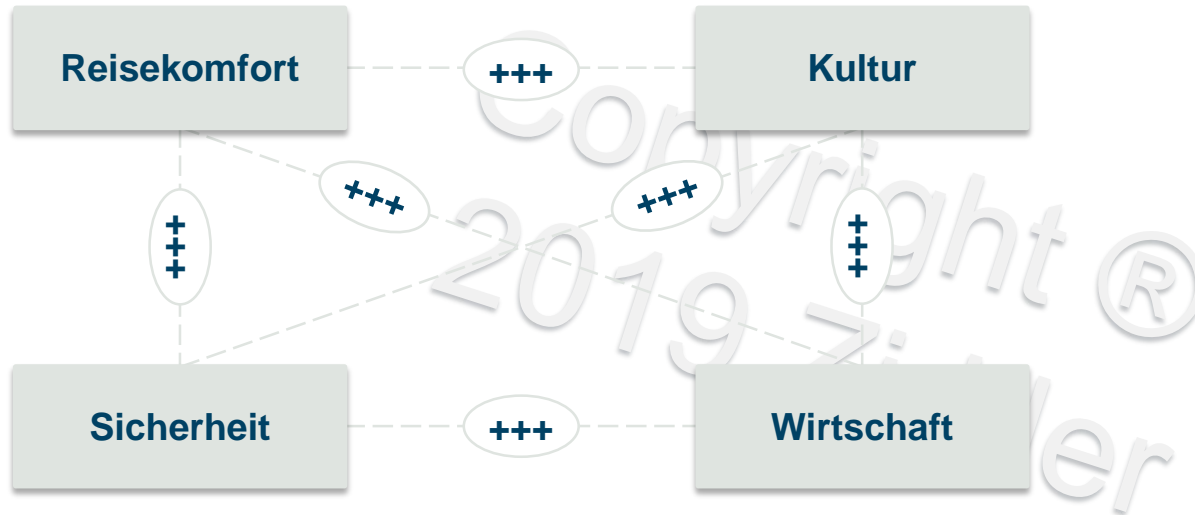 Reisekomfort
+++
Kultur
+++
+++
+++
+++
Sicherheit
+++
Wirtschaft
Copyright ®
2019